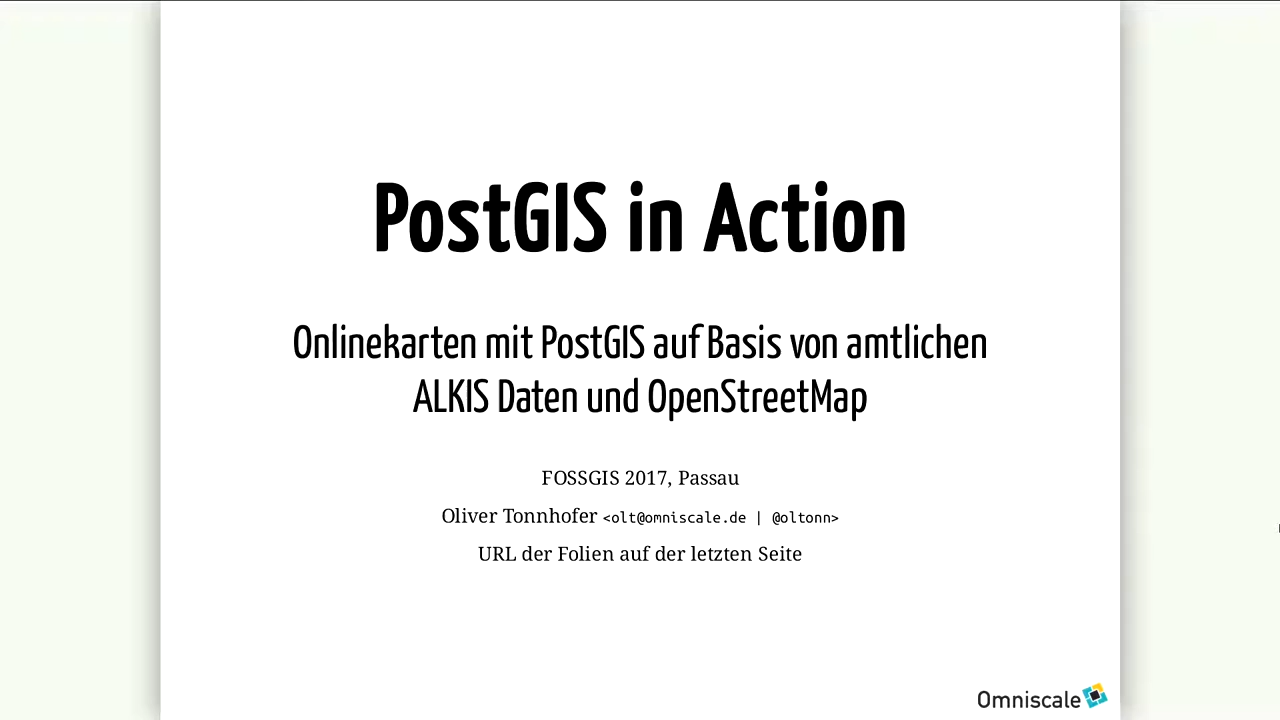 PostGIS in Action
Onlinekarten mit PostGIS auf Basis von amtlichen
ALKIS Daten und OpenStreetMap
FOSSGIS 2017, Passau
Oliver Tonnhofer <olt@omniscale.de | @oltonn>
URL der Folien auf der letzten Seite
Omniscale